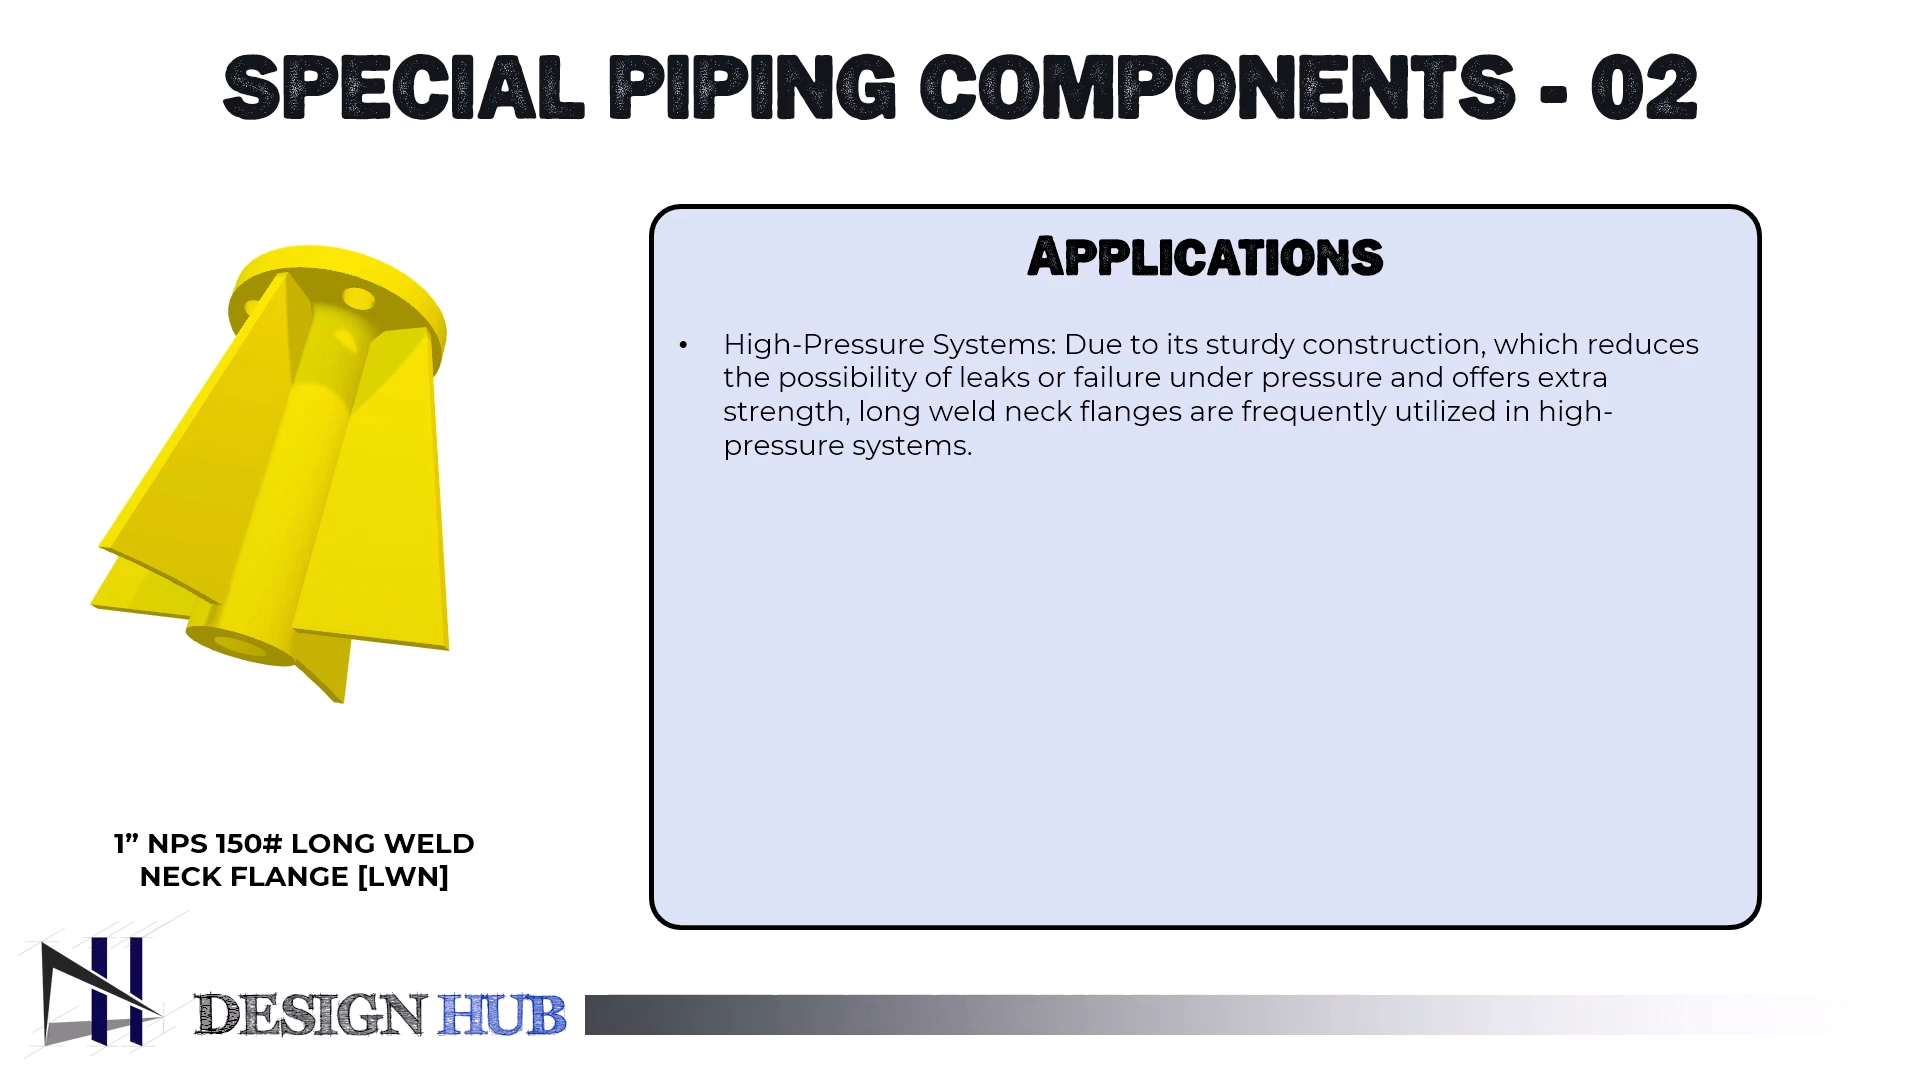 SPECIAL PIPING COMPONENTS - 02
APPLICATIONS
• High-Pressure Systems: Due to its sturdy construction, which reduces
the possibility of leaks or failure under pressure and offers extra
strength, long weld neck flanges are frequently utilized in high-
pressure systems.
1” NPS 150# LONG WELD
NECK FLANGE [LWN]
DESIGN HUB